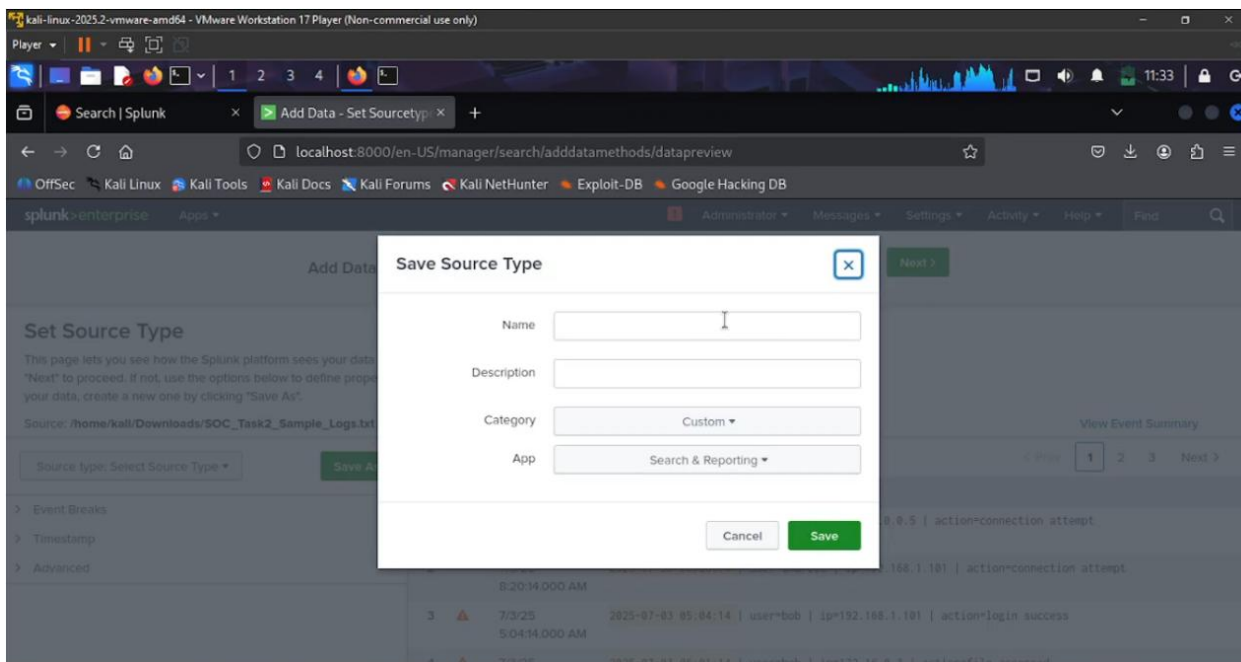 kali-linux-2025.2-vmware-amd64 - VMware Workstation 17 Player (Non-commercial use only)
Player
1 2 3 4 11:33
Search | Splunk Add Data - Set Sourcetype
localhost:8000/en-US/manager/search/adddatamethods/datapreview
OffSec Kali Linux Kali Tools Kali Docs Kali Forums Kali NetHunter Exploit-DB Google Hacking DB
splunk>enterprise Apps Administrator Messages Settings Activity Help Find
Add Data Next >
Save Source Type
Name
Description
Category Custom
App Search & Reporting
Cancel Save
Set Source Type
This page lets you see how the Splunk platform sees your data
"Next" to proceed. If not, use the options below to define prope
your data, create a new one by clicking "Save As".
Source: /home/kali/Downloads/SOC_Task2_Sample_Logs.txt View Event Summary
Source type: Select Source Type Save As
< Prev 1 2 3 Next >
> Event Breaks
> Timestamp
> Advanced
0.0.5 | action=connection attempt
168.1.101 | action=connection attempt
8:20:14.000 AM
3 7/3/25 2025-07-03 05:04:14 | user=bob | ip=192.168.1.101 | action=login success
5:04:14.000 AM